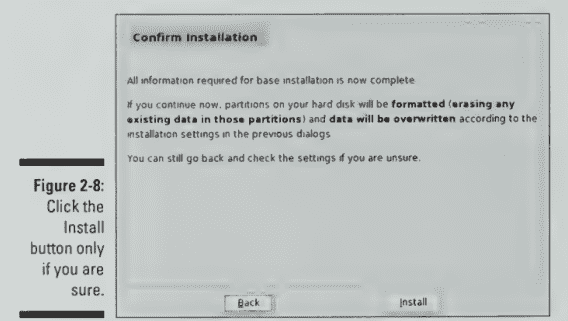 Confirm Installation
All information required for base installation is now complete
If you continue now, partitions on your hard disk will be formatted (erasing any
existing data in those partitions) and data will be overwritten according to the
installation settings in the previous dialogs
You can still go back and check the settings if you are unsure.
Back
Install
Figure 2-8:
Click the
Install
button only
if you are
sure.